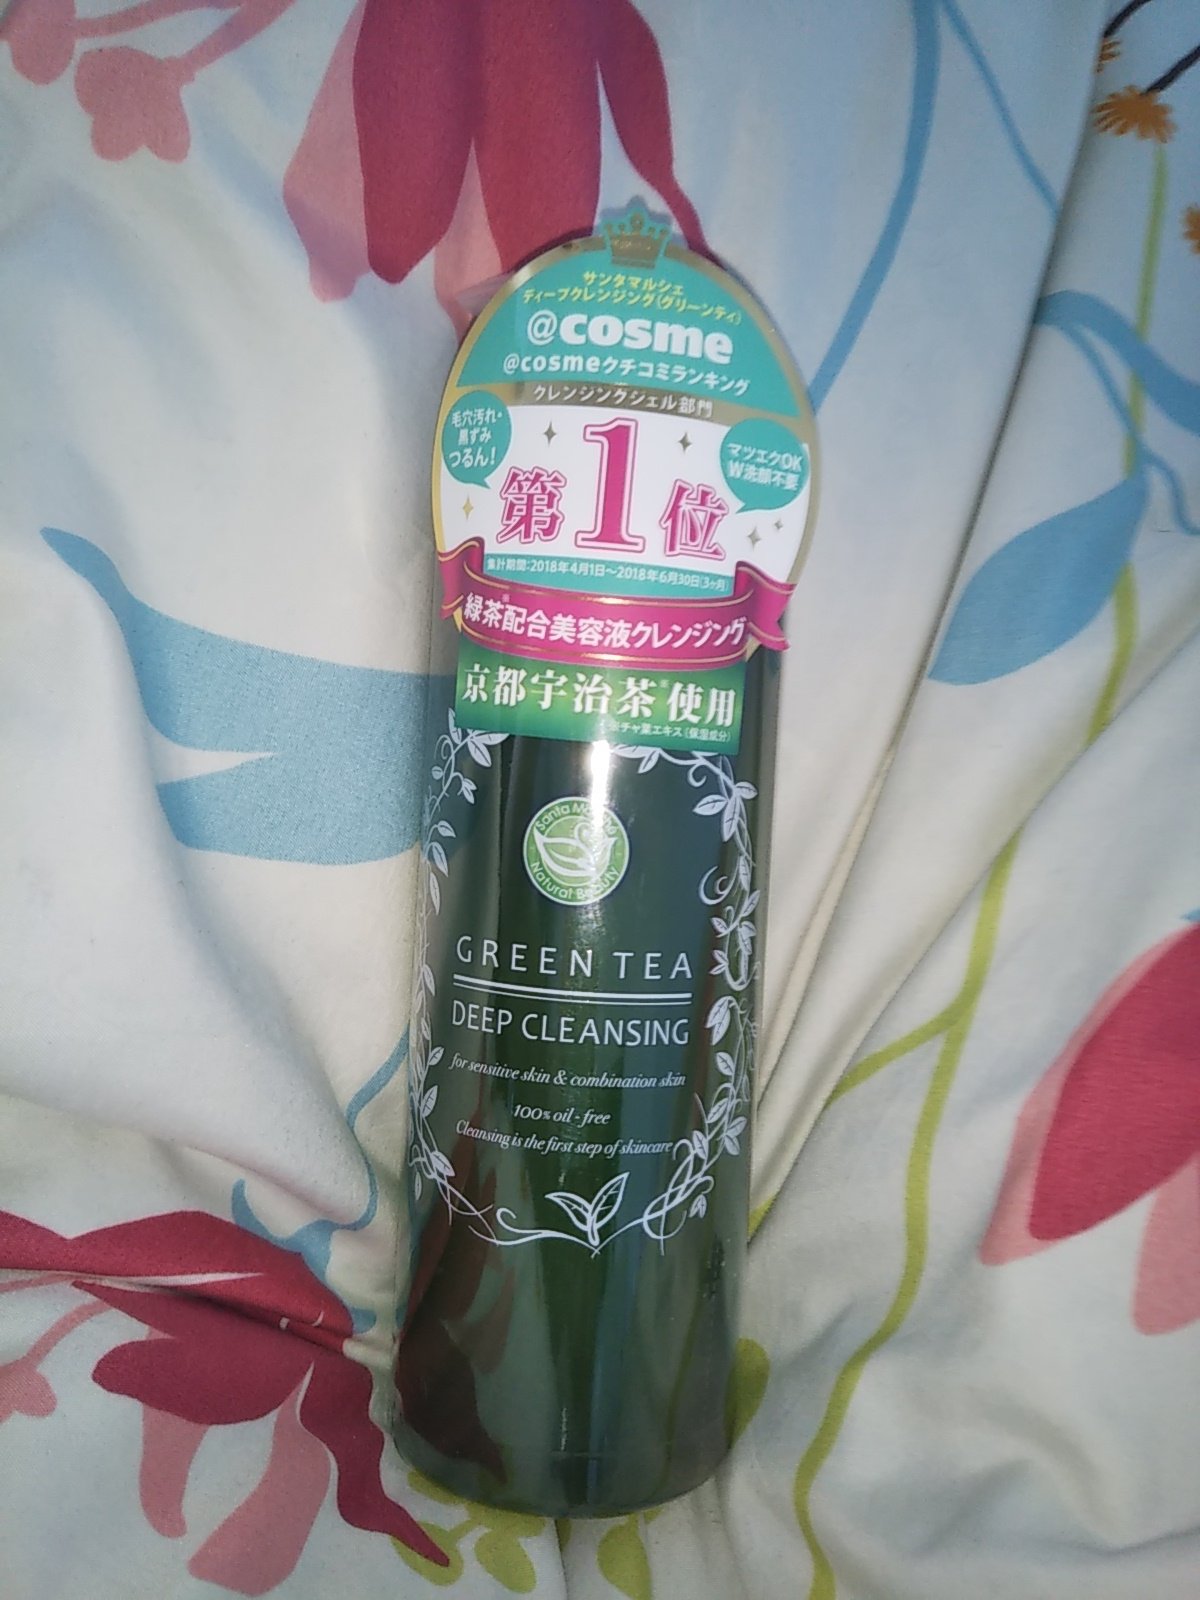 サンタマルシェ
ディープクレンジング(グリーンティ)
@cosme
@cosmeクチコミランキング
クレンジングジェル部門
毛穴汚れ・
黒ずみ
つるん!
マツエクOK
W洗顔不要
第1位
集計期間:2018年4月1日〜2018年6月30日(3ヶ月)
緑茶※配合美容液クレンジング
京都宇治茶※使用
※チャ葉エキス(保湿成分)
Santa Marché
Natural Beauty
GREEN TEA
DEEP CLEANSING
for sensitive skin & combination skin
100% oil-free
Cleansing is the first step of skincare